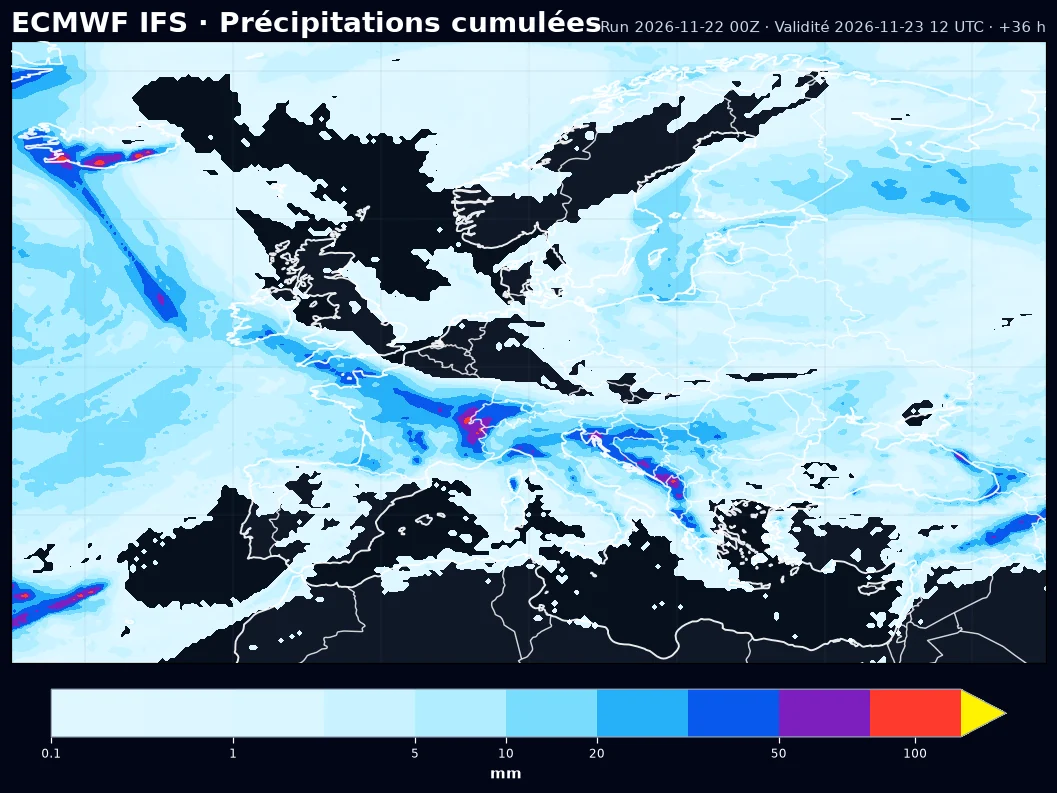 ECMWF IFS · Précipitations cumulées
Run 2026-11-22 00Z · Validité 2026-11-23 12 UTC · +36 h
0.1 1 5 10 20 50 100
mm